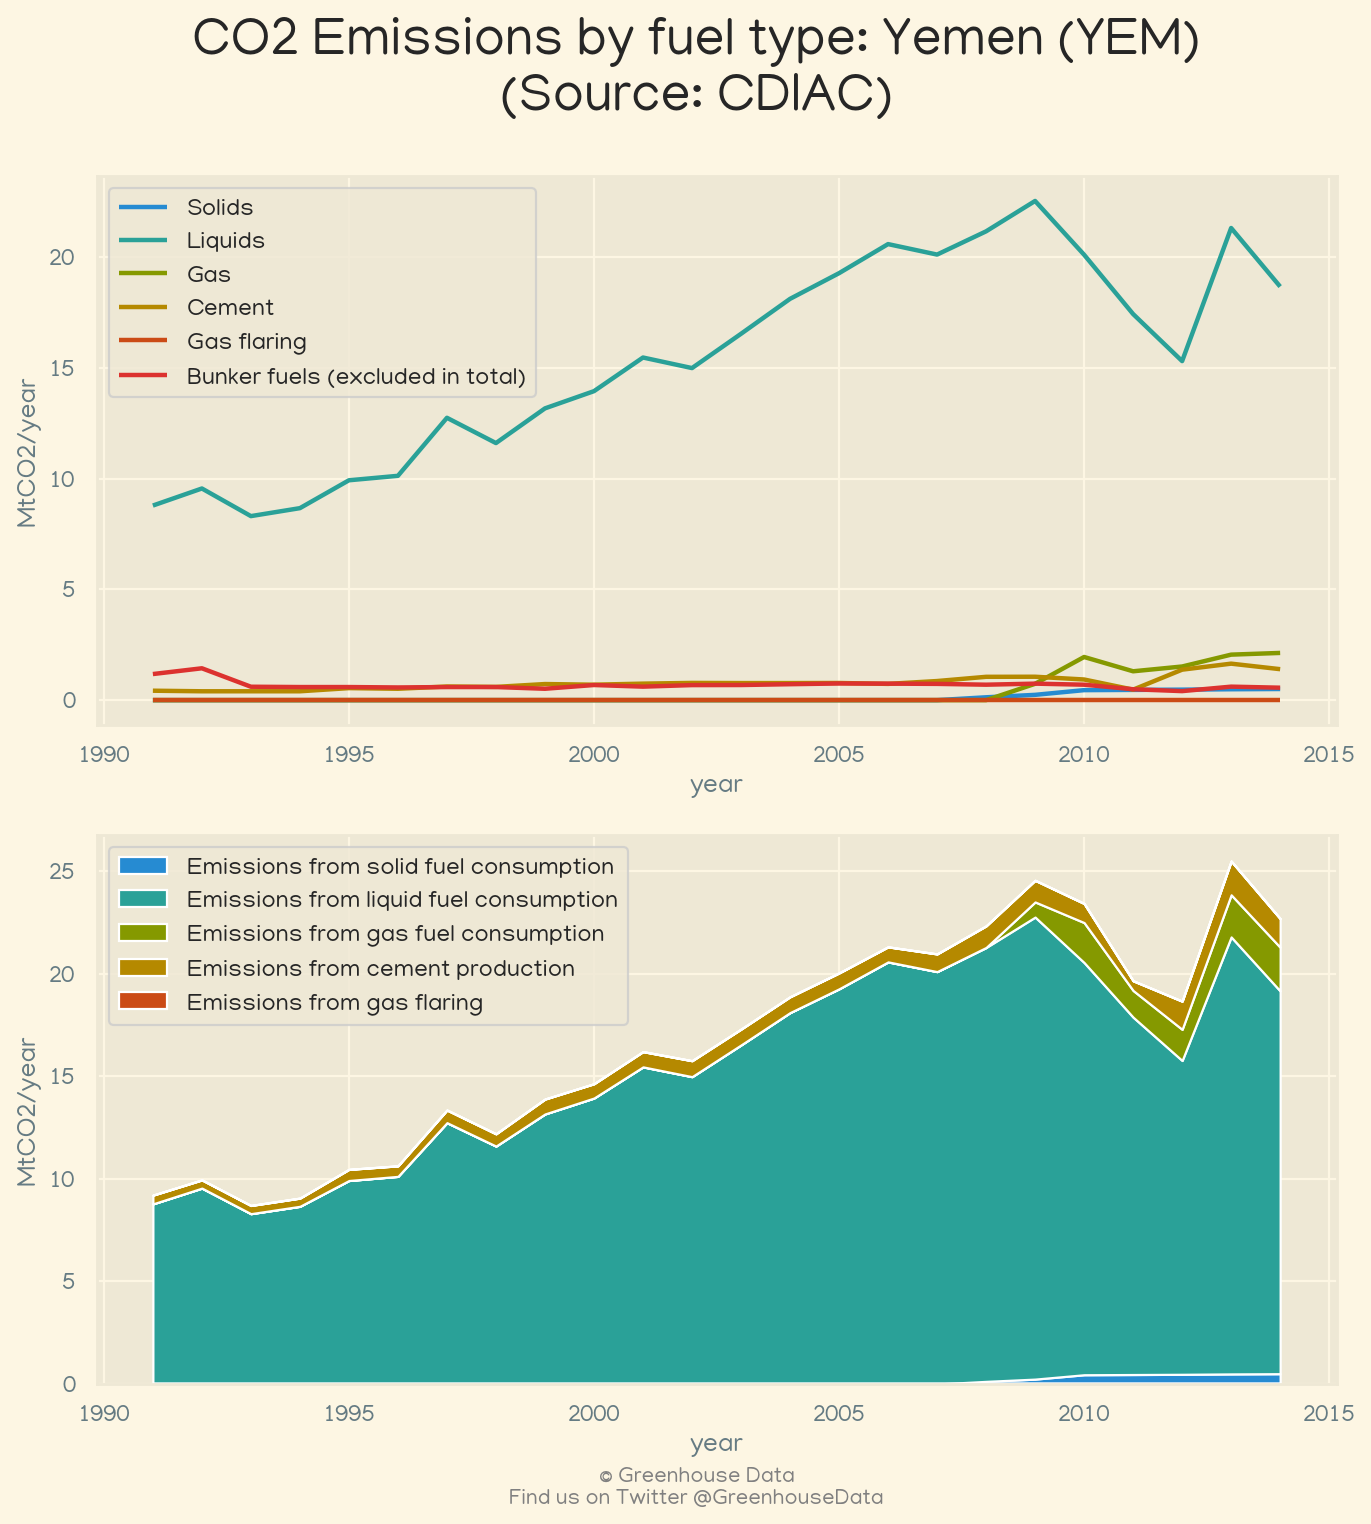 CO2 Emissions by fuel type: Yemen (YEM)
(Source: CDIAC)
Solids
Liquids
Gas
Cement
Gas flaring
Bunker fuels (excluded in total)
20
15
10
5
0
MtCO2/year
1990 1995 2000 2005 2010 2015
year
Emissions from solid fuel consumption
Emissions from liquid fuel consumption
Emissions from gas fuel consumption
Emissions from cement production
Emissions from gas flaring
25
20
15
10
5
0
MtCO2/year
1990 1995 2000 2005 2010 2015
year
© Greenhouse Data
Find us on Twitter @GreenhouseData